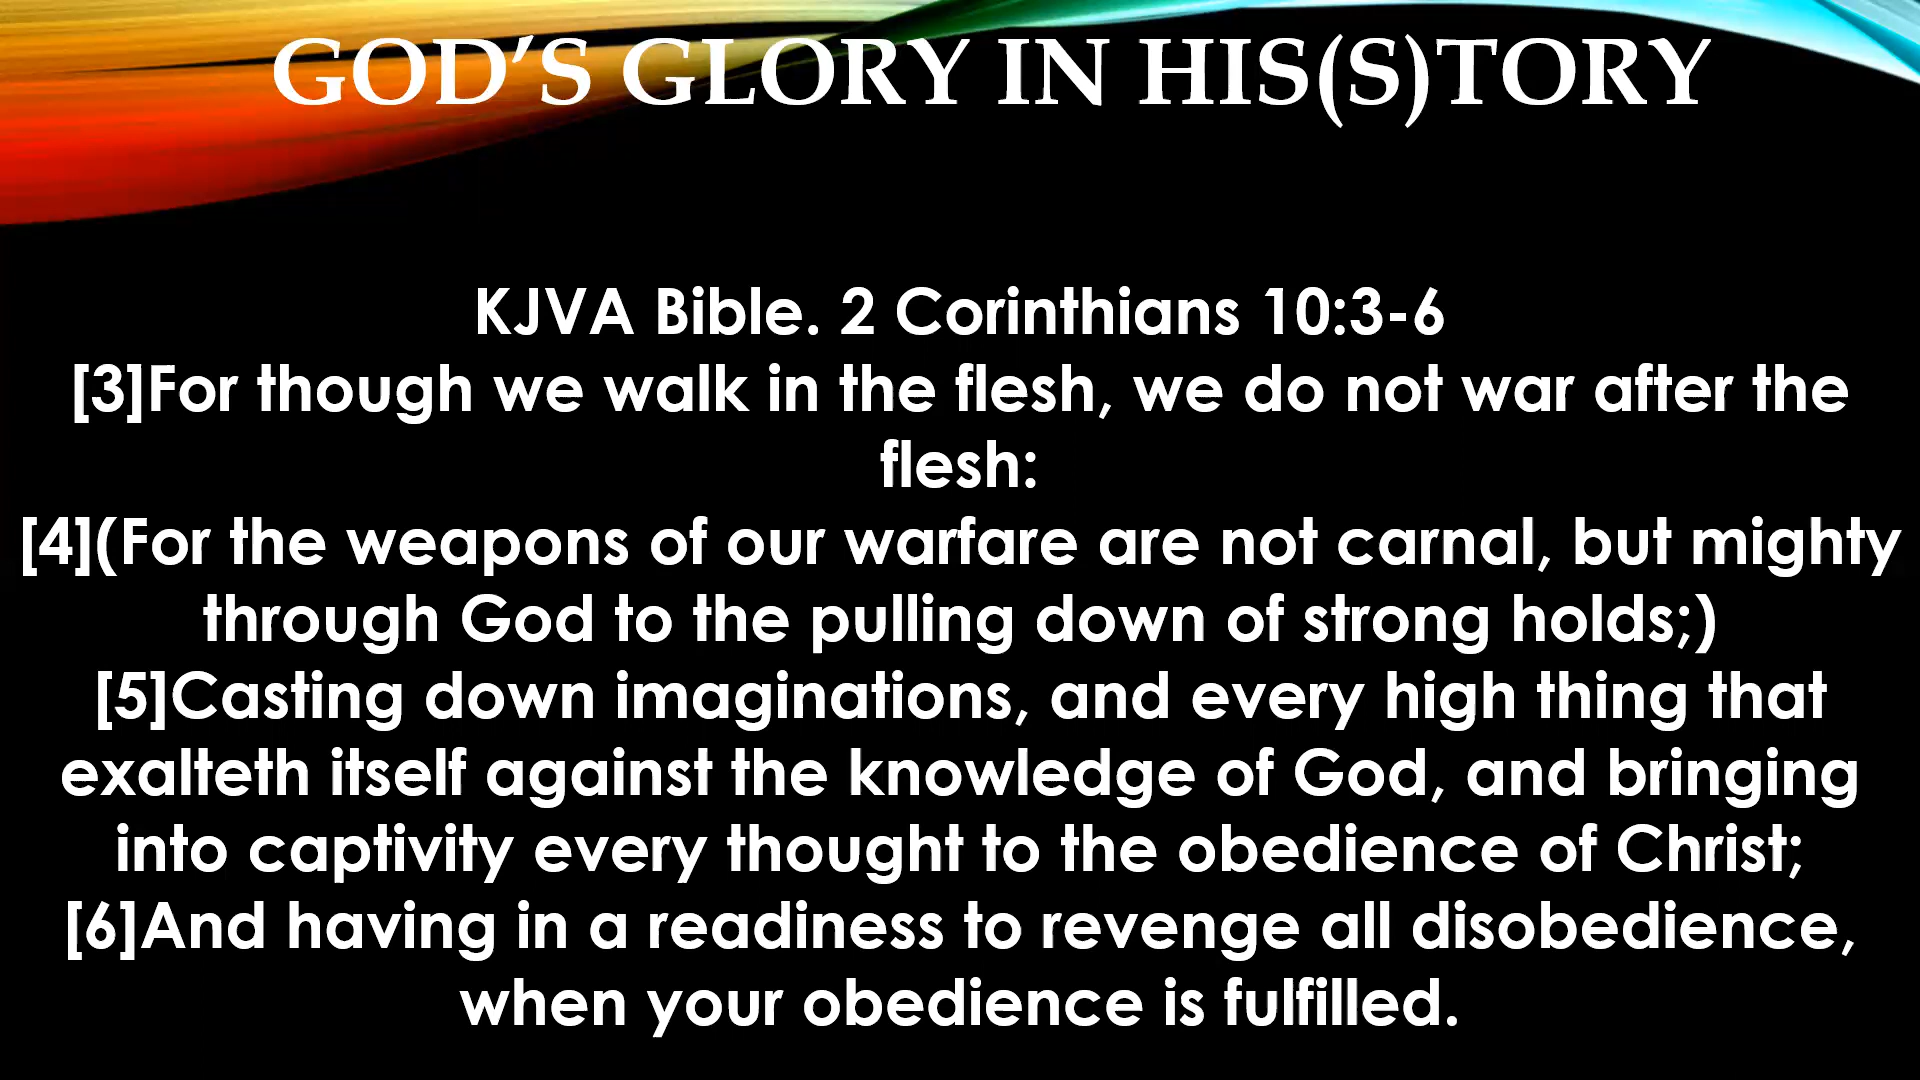 GOD’S GLORY IN HIS(S)TORY
KJVA Bible. 2 Corinthians 10:3-6
[3]For though we walk in the flesh, we do not war after the
flesh:
[4](For the weapons of our warfare are not carnal, but mighty
through God to the pulling down of strong holds;)
[5]Casting down imaginations, and every high thing that
exalteth itself against the knowledge of God, and bringing
into captivity every thought to the obedience of Christ;
[6]And having in a readiness to revenge all disobedience,
when your obedience is fulfilled.